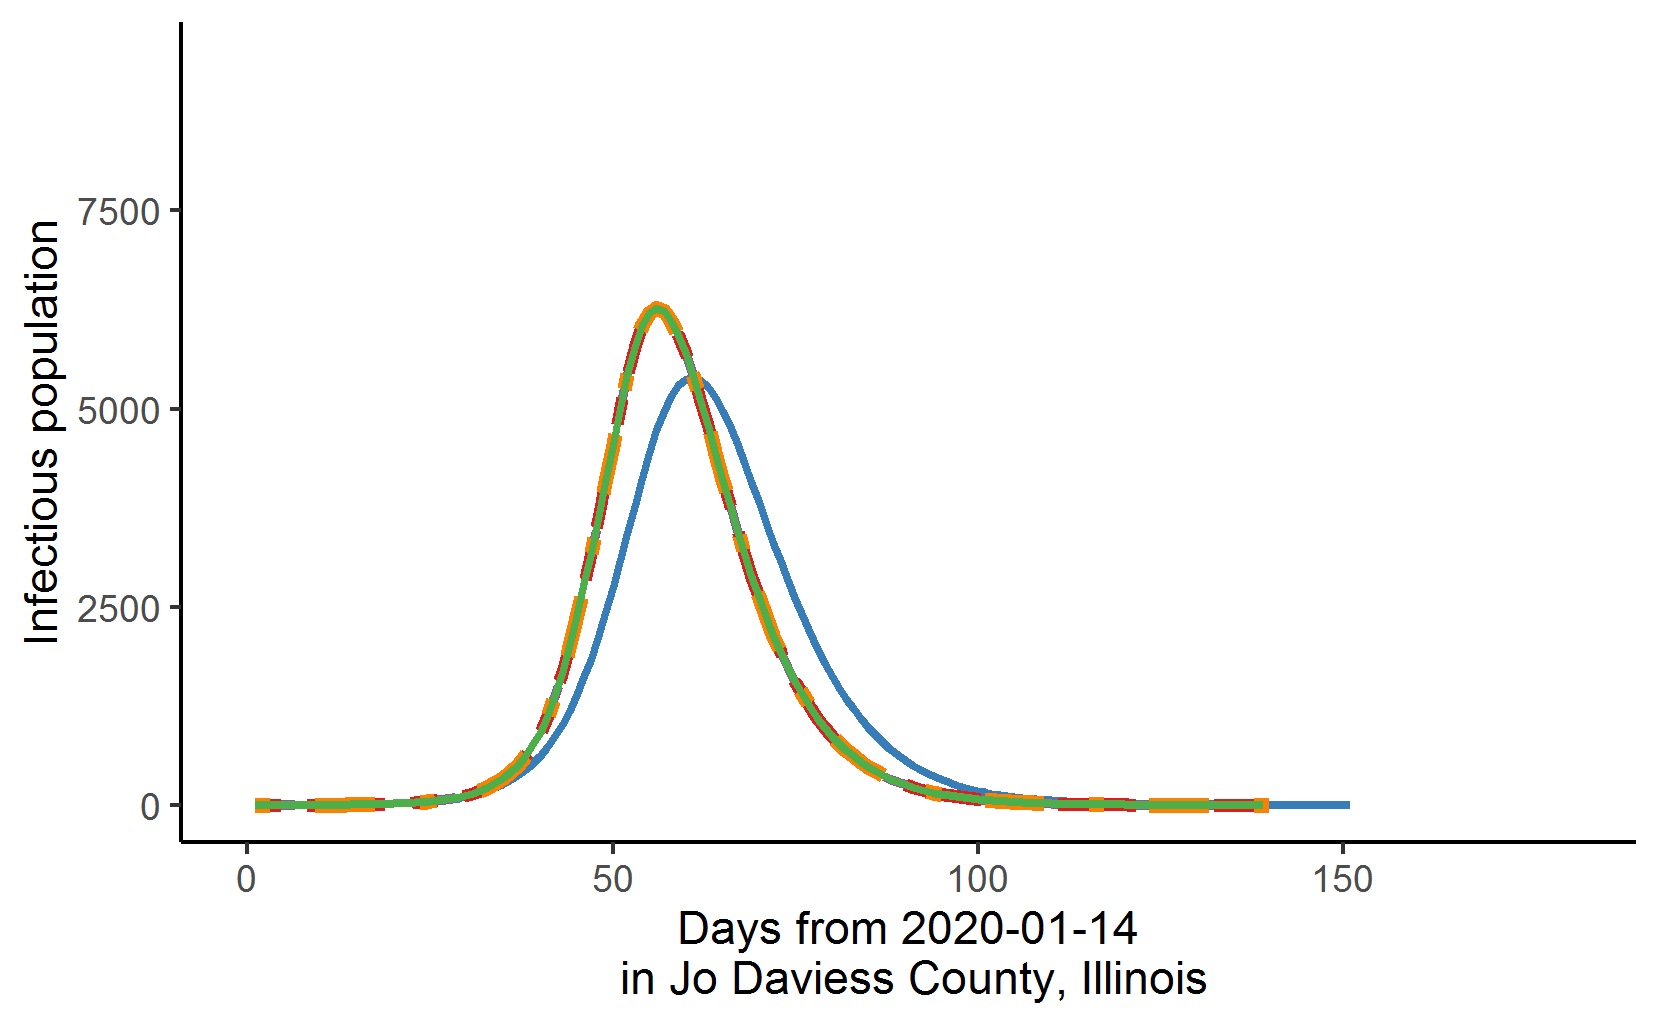 Infectious population
7500
5000
2500
0
0 50 100 150
Days from 2020-01-14
in Jo Daviess County, Illinois